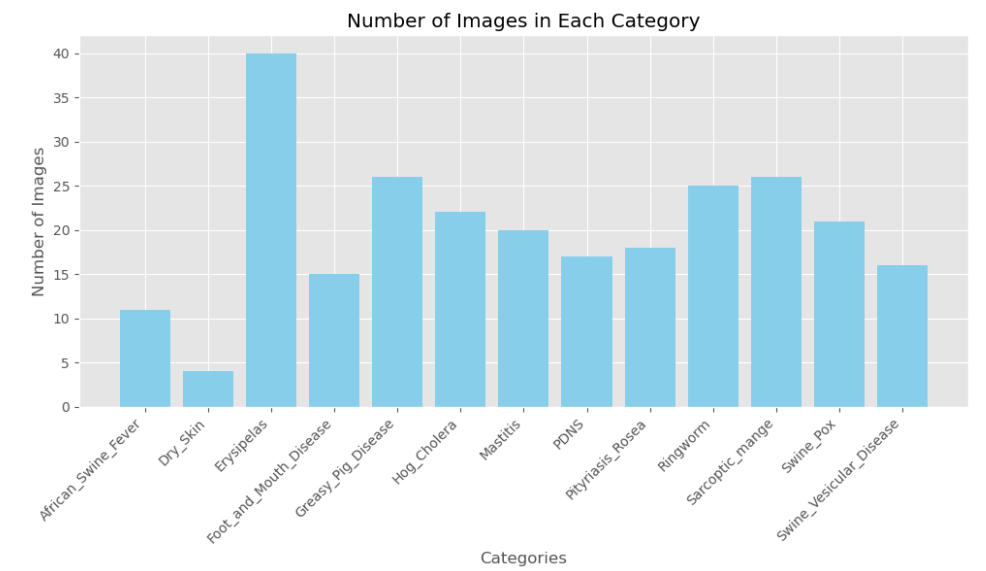 Number of Images in Each Category
Number of Images
40
35
30
25
20
15
10
5
0
African_Swine_Fever
Dry_Skin
Erysipelas
Foot_and_Mouth_Disease
Greasy_Pig_Disease
Hog_Cholera
Mastitis
PDNS
Pityriasis_Rosea
Ringworm
Sarcoptic_mange
Swine_Pox
Swine_Vesicular_Disease
Categories